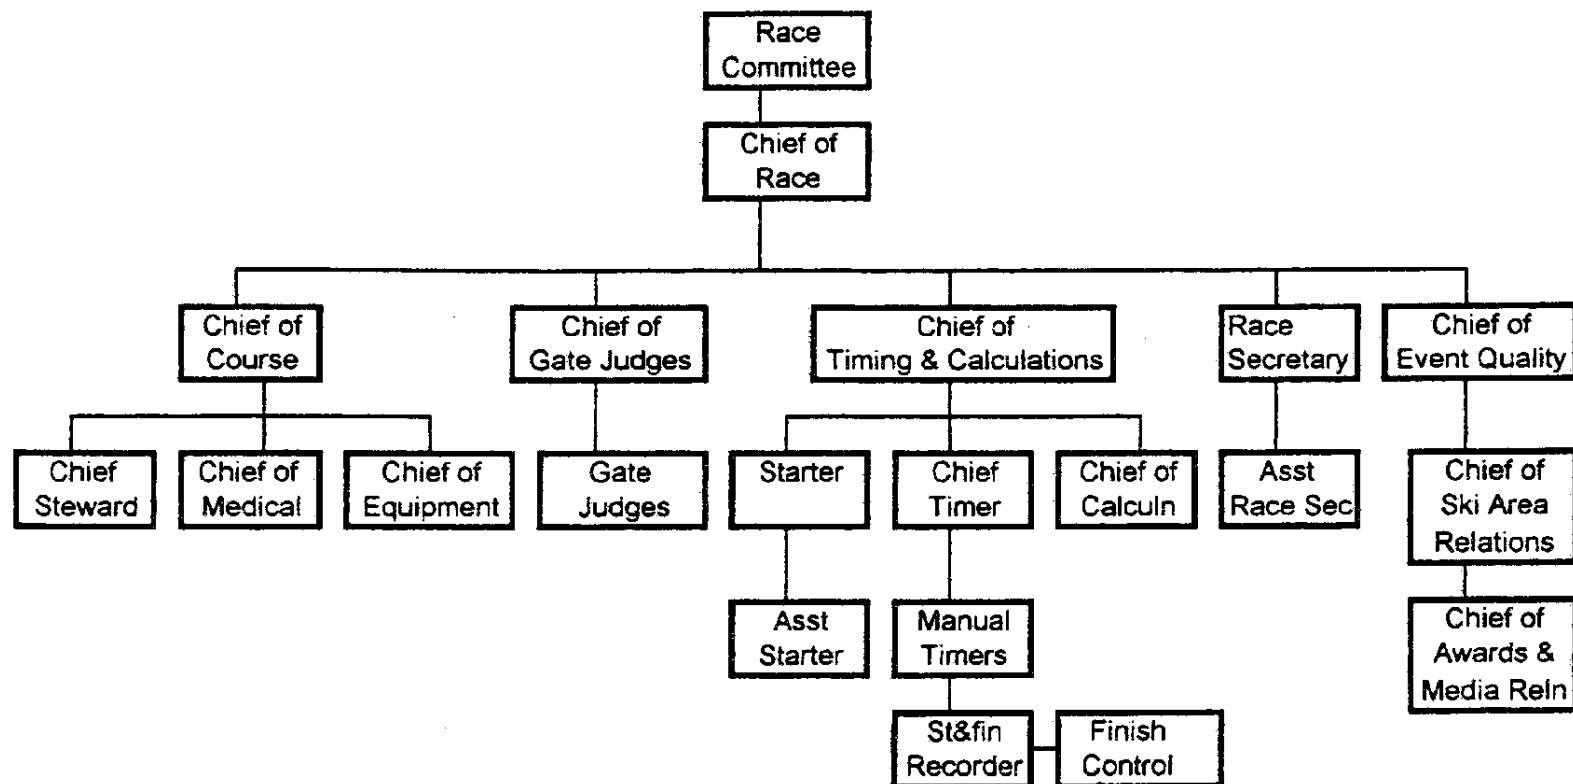 Race
Committee
Chief of
Race
Chief of
Course
Chief of
Gate Judges
Chief of
Timing & Calculations
Race
Secretary
Chief of
Event Quality
Chief
Steward
Chief of
Medical
Chief of
Equipment
Gate
Judges
Starter
Chief
Timer
Chief of
Calculn
Asst
Race Sec
Chief of
Ski Area
Relations
Asst
Starter
Manual
Timers
Chief of
Awards &
Media Reln
St&fin
Recorder
Finish
Control